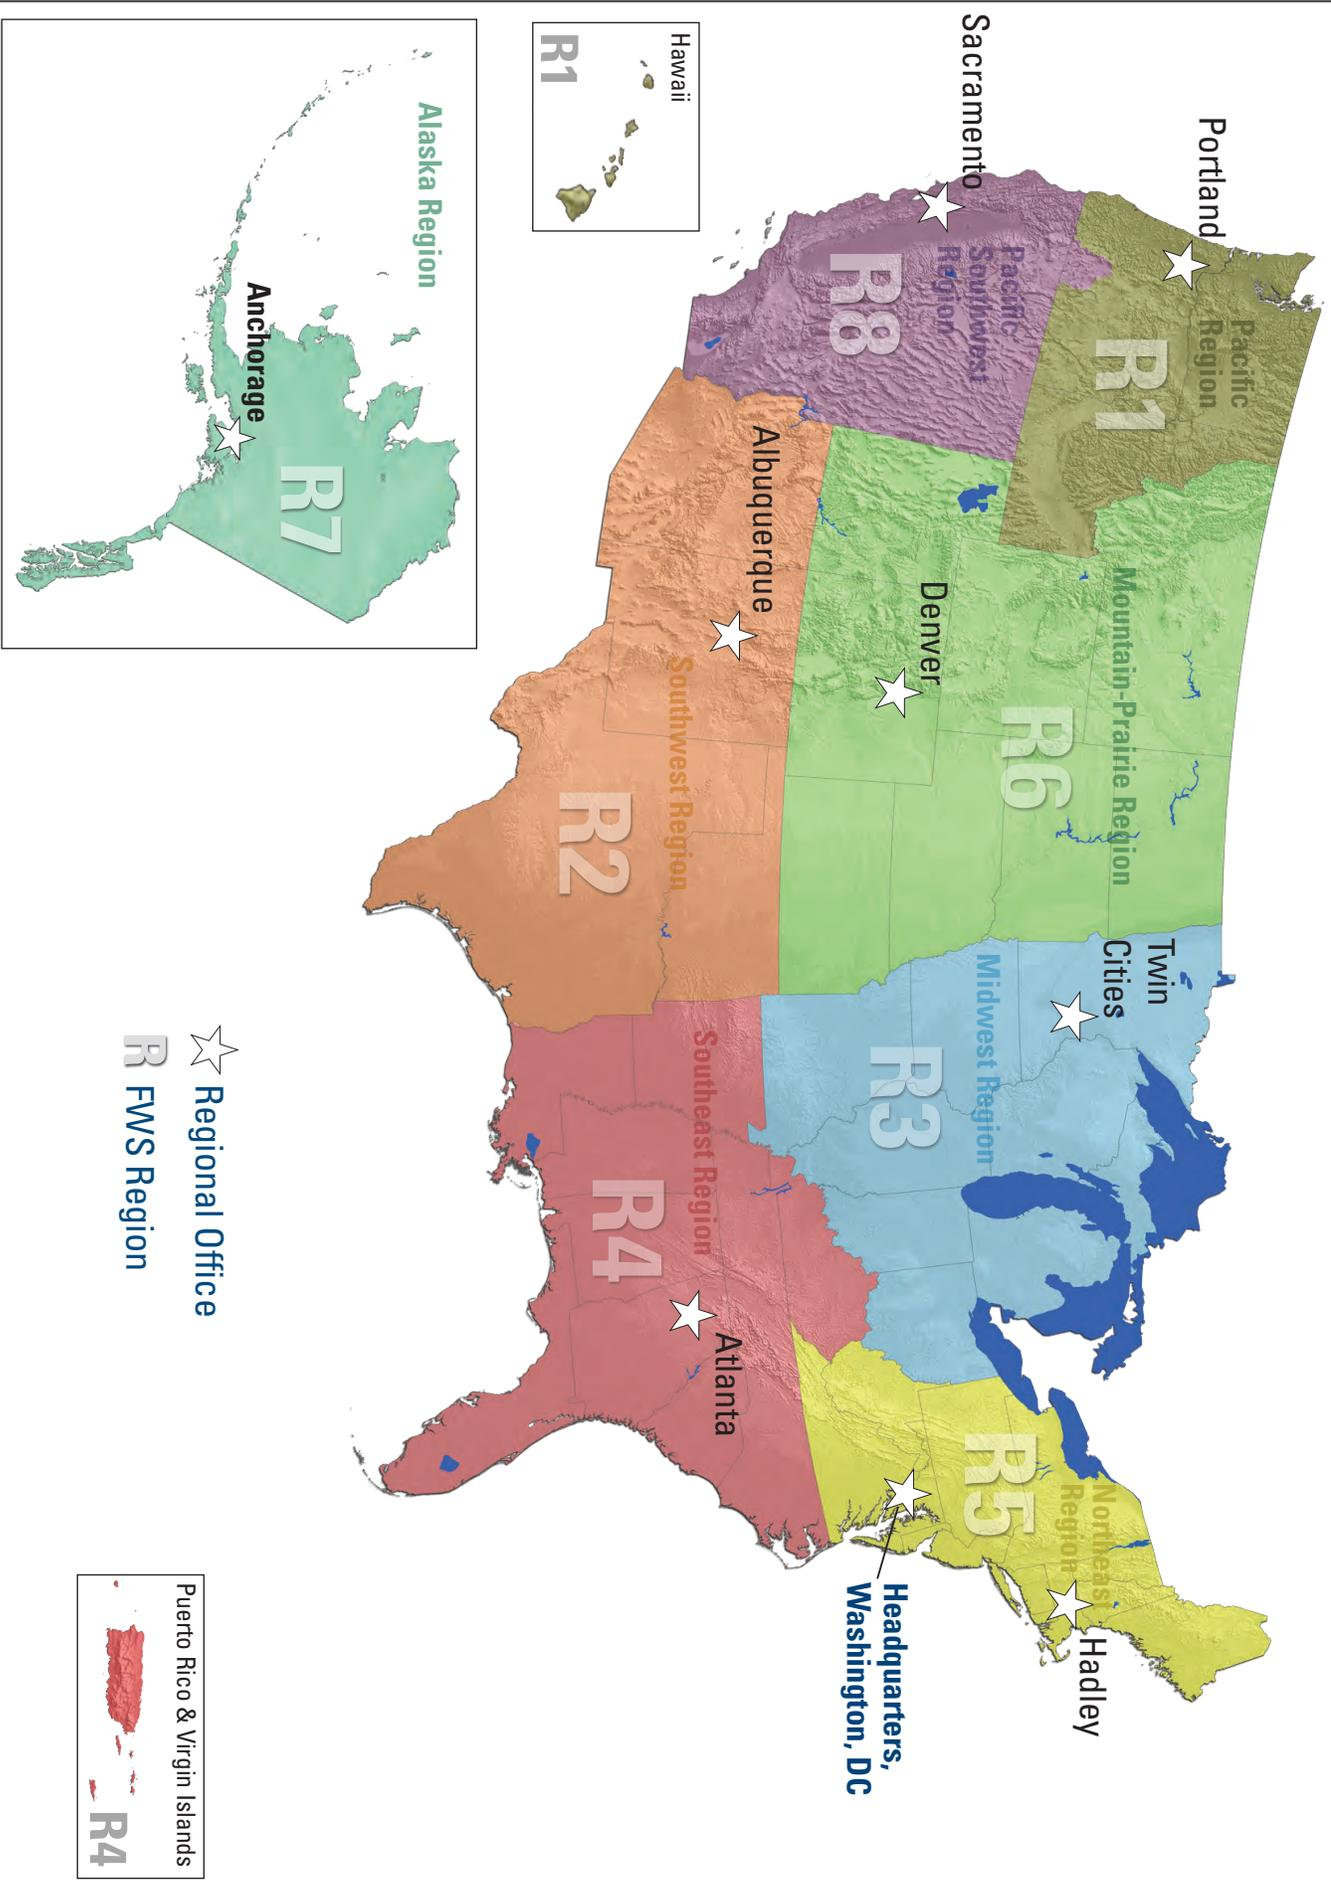 Portland
Pacific
Region
R1
Sacramento
Pacific
Southwest
Region
R8
Hawaii
R1
Alaska Region
Anchorage
R7
Mountain-Prairie Region
R6
Denver
Albuquerque
Southwest Region
R2
Twin
Cities
Midwest Region
R3
Southeast Region
R4
Atlanta
Northeast
Region
R5
Hadley
Headquarters,
Washington, DC
Regional Office
R FWS Region
Puerto Rico & Virgin Islands
R4